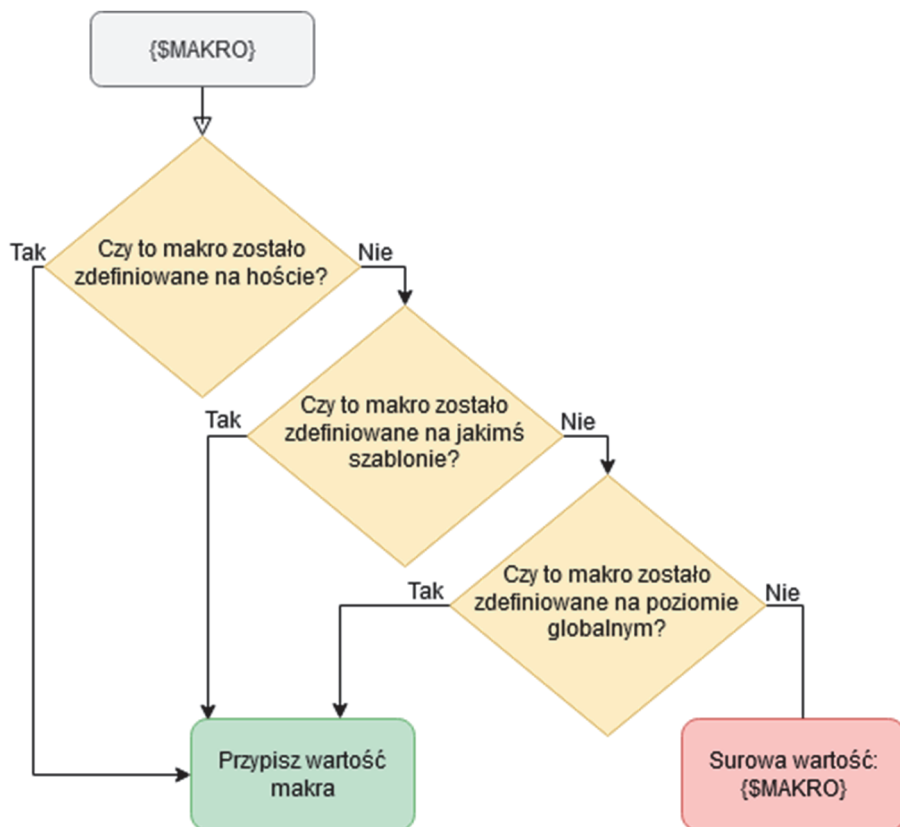 {$MAKRO}
Czy to makro zostało
zdefiniowane na hoście?
Tak
Nie
Czy to makro zostało
zdefiniowane na jakimś
szablonie?
Tak
Nie
Czy to makro zostało
zdefiniowane na poziomie
globalnym?
Tak
Nie
Przypisz wartość
makra
Surowa wartość:
{$MAKRO}